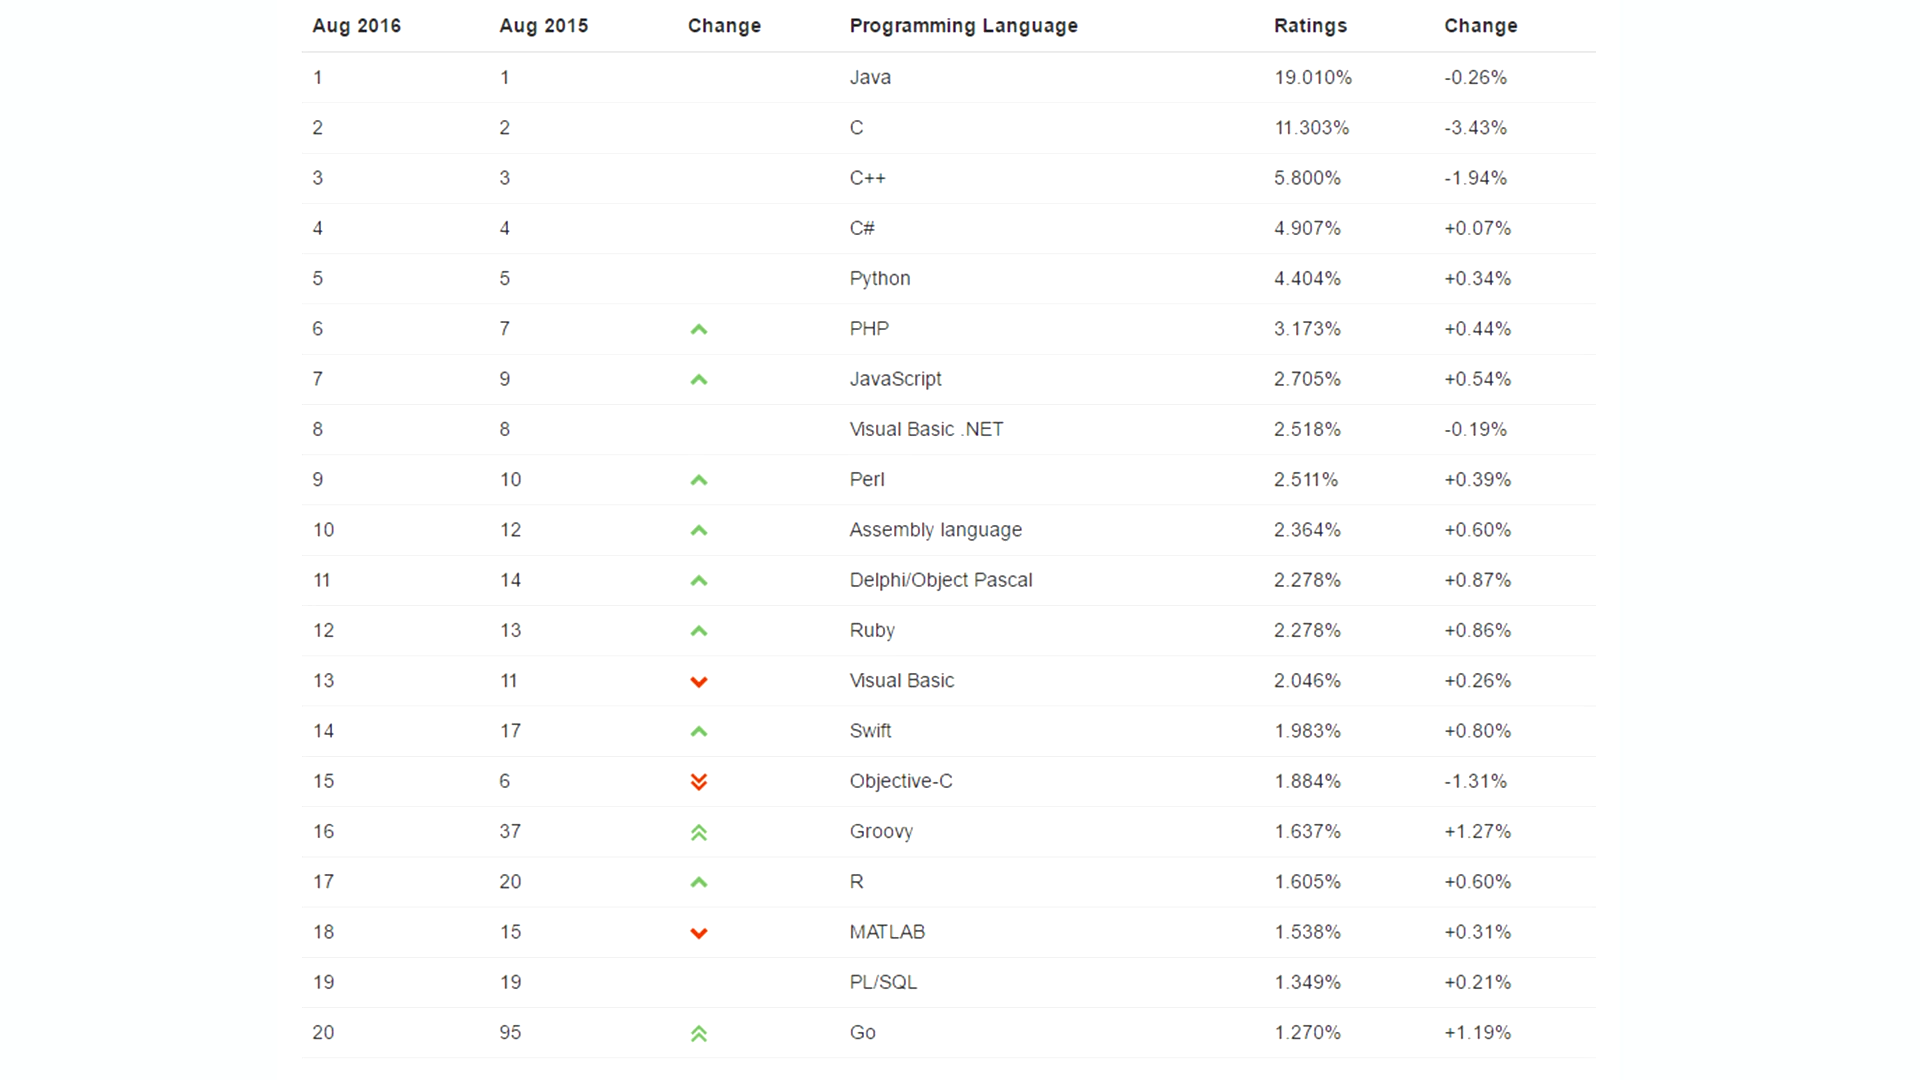 Aug 2016 Aug 2015 Change Programming Language Ratings Change
1 1 Java 19.010% -0.26%
2 2 C 11.303% -3.43%
3 3 C++ 5.800% -1.94%
4 4 C# 4.907% +0.07%
5 5 Python 4.404% +0.34%
6 7 PHP 3.173% +0.44%
7 9 JavaScript 2.705% +0.54%
8 8 Visual Basic .NET 2.518% -0.19%
9 10 Perl 2.511% +0.39%
10 12 Assembly language 2.364% +0.60%
11 14 Delphi/Object Pascal 2.278% +0.87%
12 13 Ruby 2.278% +0.86%
13 11 Visual Basic 2.046% +0.26%
14 17 Swift 1.983% +0.80%
15 6 Objective-C 1.884% -1.31%
16 37 Groovy 1.637% +1.27%
17 20 R 1.605% +0.60%
18 15 MATLAB 1.538% +0.31%
19 19 PL/SQL 1.349% +0.21%
20 95 Go 1.270% +1.19%